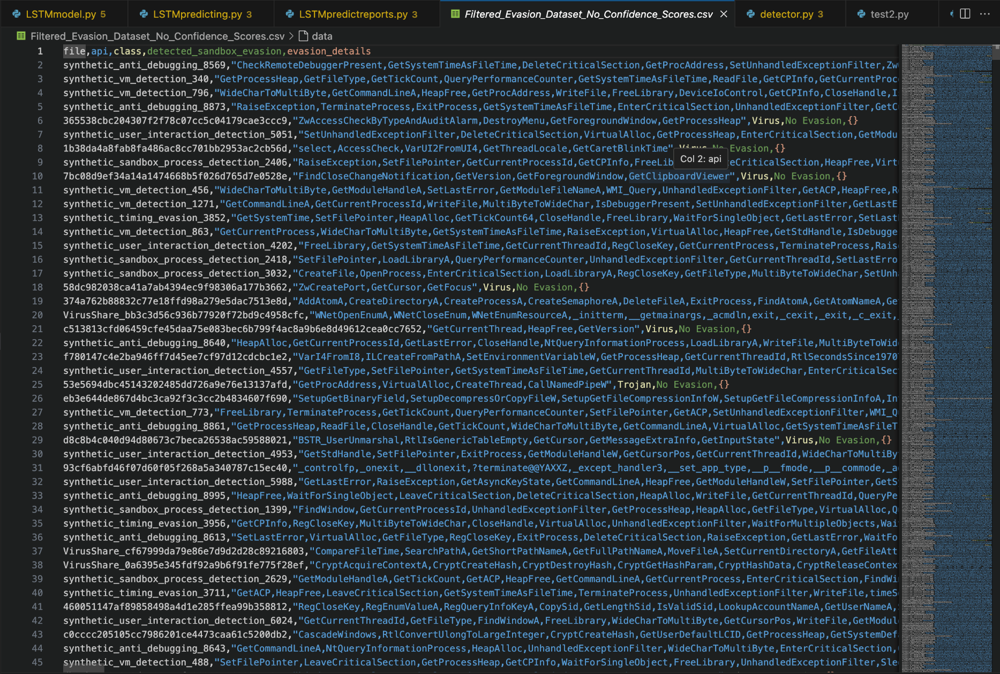 LSTMmodel.py 5 LSTMpredicting.py 3 LSTMpredictreports.py 3 Filtered_Evasion_Dataset_No_Confidence_Scores.csv detector.py 3 test2.py
Filtered_Evasion_Dataset_No_Confidence_Scores.csv > data
1 file,api,class,detected_sandbox_evasion,evasion_details
2 synthetic_anti_debugging_8569,"CheckRemoteDebuggerPresent,GetSystemTimeAsFileTime,DeleteCriticalSection,GetProcAddress,SetUnhandledExceptionFilter,Zw
3 synthetic_vm_detection_340,"GetProcessHeap,GetFileType,GetTickCount,QueryPerformanceCounter,GetSystemTimeAsFileTime,ReadFile,GetCPInfo,GetCurrentProc
4 synthetic_vm_detection_796,"WideCharToMultiByte,GetCommandLineA,HeapFree,GetProcAddress,WriteFile,FreeLibrary,DeviceIoControl,GetCPInfo,CloseHandle,I
5 synthetic_anti_debugging_8873,"RaiseException,TerminateProcess,ExitProcess,GetSystemTimeAsFileTime,EnterCriticalSection,UnhandledExceptionFilter,GetC
6 365538cbc204307f2f78c07cc5c04179cae3ccc9,"ZwAccessCheckByTypeAndAuditAlarm,DestroyMenu,GetForegroundWindow,GetProcessHeap",Virus,No Evasion,{}
7 synthetic_user_interaction_detection_5051,"SetUnhandledExceptionFilter,DeleteCriticalSection,VirtualAlloc,GetProcessHeap,EnterCriticalSection,GetModu
8 1b38da4a8fab8fa486ac8cc701bb2953ac2cb56d,"select,AccessCheck,VarUI2FromUI4,GetThreadLocale,GetCaretBlinkTime",Virus,No Evasion,{}
Col 2: api
9 synthetic_sandbox_process_detection_2406,"RaiseException,SetFilePointer,GetCurrentProcessId,GetCPInfo,FreeLib eCriticalSection,HeapFree,Virt
10 7bc08d9ef34a14a1474668b5f026d765d7e0528e,"FindCloseChangeNotification,GetVersion,GetForegroundWindow,GetClipboardViewer",Virus,No Evasion,{}
11 synthetic_vm_detection_456,"WideCharToMultiByte,GetModuleHandleA,SetLastError,GetModuleFileNameA,WMI_Query,UnhandledExceptionFilter,GetACP,HeapFree,R
12 synthetic_vm_detection_1271,"GetCommandLineA,GetCurrentProcessId,WriteFile,MultiByteToWideChar,IsDebuggerPresent,SetUnhandledExceptionFilter,GetLastE
13 synthetic_timing_evasion_3852,"GetSystemTime,SetFilePointer,HeapAlloc,GetTickCount64,CloseHandle,FreeLibrary,WaitForSingleObject,GetLastError,SetLast
14 synthetic_vm_detection_863,"GetCurrentProcess,WideCharToMultiByte,GetSystemTimeAsFileTime,RaiseException,VirtualAlloc,HeapFree,GetStdHandle,IsDebugge
15 synthetic_user_interaction_detection_4202,"FreeLibrary,GetSystemTimeAsFileTime,GetCurrentThreadId,RegCloseKey,GetCurrentProcess,TerminateProcess,Rais
16 synthetic_sandbox_process_detection_2418,"SetFilePointer,LoadLibraryA,QueryPerformanceCounter,UnhandledExceptionFilter,GetCurrentThreadId,SetLastError
17 synthetic_sandbox_process_detection_3032,"CreateFile,OpenProcess,EnterCriticalSection,LoadLibraryA,RegCloseKey,GetFileType,MultiByteToWideChar,SetUnh
18 58dc982038ca41a7ab4394ec9f98306a177b3662,"ZwCreatePort,GetCursor,GetFocus",Virus,No Evasion,{}
19 374a762b88832c77e18ffd98a279e5dac7513e8d,"AddAtomA,CreateDirectoryA,CreateProcessA,CreateSemaphoreA,DeleteFileA,ExitProcess,FindAtomA,GetAtomNameA,Ge
20 VirusShare_bb3c3d56c936b77920f72bd9c4958cfc,"WNetOpenEnumA,WNetCloseEnum,WNetEnumResourceA,_initterm,__getmainargs,_acmdln,exit,_cexit,_exit,_c_exit,_
21 c513813cfd06459cfe45daa75e083bec6b799f4ac8a9b6e8d49612cea0cc7652,"GetCurrentThread,HeapFree,GetVersion",Virus,No Evasion,{}
22 synthetic_anti_debugging_8640,"HeapAlloc,GetCurrentProcessId,GetLastError,CloseHandle,NtQueryInformationProcess,LoadLibraryA,WriteFile,MultiByteToWid
23 f780147c4e2ba946ff7d45ee7cf97d12cdcbc1e2,"VarI4FromI8,ILCreateFromPathA,SetEnvironmentVariableW,GetProcessHeap,GetCurrentThreadId,RtlSecondsSince1970
24 synthetic_user_interaction_detection_4557,"GetFileType,SetFilePointer,GetSystemTimeAsFileTime,GetCurrentThreadId,MultiByteToWideChar,EnterCriticalSec
25 53e5694dbc45143202485dd726a9e76e13137afd,"GetProcAddress,VirtualAlloc,CreateThread,CallNamedPipeW",Trojan,No Evasion,{}
26 eb3e644de867d4bc3ca92f3c3cc2b4834607f690,"SetupGetBinaryField,SetupDecompressOrCopyFileW,SetupGetFileCompressionInfoW,SetupGetFileCompressionInfoA,In
27 synthetic_vm_detection_773,"FreeLibrary,TerminateProcess,GetTickCount,QueryPerformanceCounter,SetFilePointer,GetACP,SetUnhandledExceptionFilter,WMI_Q
28 synthetic_anti_debugging_8861,"GetProcessHeap,ReadFile,CloseHandle,GetTickCount,WideCharToMultiByte,GetCommandLineA,VirtualAlloc,GetSystemTimeAsFileT
29 d8c8b4c040d94d80673c7beca26538ac59588021,"BSTR_UserUnmarshal,RtlIsGenericTableEmpty,GetCursor,GetMessageExtraInfo,GetInputState",Virus,No Evasion,{}
30 synthetic_user_interaction_detection_4953,"GetStdHandle,SetFilePointer,ExitProcess,GetModuleHandleW,GetCursorPos,GetCurrentThreadId,WideCharToMultiBy
31 93cf6abfd46f07d60f05f268a5a340787c15ec40,"_controlfp,_onexit,__dllonexit,?terminate@@YAXXZ,_except_handler3,__set_app_type,__p__fmode,__p__commode,_a
32 synthetic_user_interaction_detection_5988,"GetLastError,RaiseException,GetAsyncKeyState,GetCommandLineA,HeapFree,GetModuleHandleW,SetFilePointer,GetS
33 synthetic_anti_debugging_8995,"HeapFree,WaitForSingleObject,LeaveCriticalSection,DeleteCriticalSection,HeapAlloc,WriteFile,GetCurrentThreadId,QueryPe
34 synthetic_sandbox_process_detection_1399,"FindWindow,GetCurrentProcessId,UnhandledExceptionFilter,GetProcessHeap,HeapAlloc,GetFileType,VirtualAlloc,Q
35 synthetic_timing_evasion_3956,"GetCPInfo,RegCloseKey,MultiByteToWideChar,CloseHandle,VirtualAlloc,UnhandledExceptionFilter,WaitForMultipleObjects,Wai
36 synthetic_anti_debugging_8613,"SetLastError,VirtualAlloc,GetFileType,RegCloseKey,ExitProcess,DeleteCriticalSection,RaiseException,GetLastError,WaitFo
37 VirusShare_cf67999da79e86e7d9d2d28c89216803,"CompareFileTime,SearchPathA,GetShortPathNameA,GetFullPathNameA,MoveFileA,SetCurrentDirectoryA,GetFileAtt
38 VirusShare_0a6395e345fdf92a9b6f91fe775f28ef,"CryptAcquireContextA,CryptCreateHash,CryptDestroyHash,CryptGetHashParam,CryptHashData,CryptReleaseContex
39 synthetic_sandbox_process_detection_2629,"GetModuleHandleA,GetTickCount,GetACP,HeapFree,GetCommandLineA,GetCurrentProcess,EnterCriticalSection,FindWi
40 synthetic_timing_evasion_3711,"GetACP,HeapFree,LeaveCriticalSection,GetSystemTimeAsFileTime,TerminateProcess,UnhandledExceptionFilter,WriteFile,timeS
41 460051147af89858498a4d1e285ffea99b358812,"RegCloseKey,RegEnumValueA,RegQueryInfoKeyA,CopySid,GetLengthSid,IsValidSid,LookupAccountNameA,GetUserNameA,
42 synthetic_user_interaction_detection_6024,"GetCurrentThreadId,GetFileType,FindWindowA,FreeLibrary,WideCharToMultiByte,GetCursorPos,WriteFile,GetModul
43 c0cccc205105cc7986201ce4473caa61c5200db2,"CascadeWindows,RtlConvertUlongToLargeInteger,CryptCreateHash,GetUserDefaultLCID,GetProcessHeap,GetSystemDef
44 synthetic_anti_debugging_8643,"GetCommandLineA,NtQueryInformationProcess,HeapAlloc,UnhandledExceptionFilter,WideCharToMultiByte,EnterCriticalSection,
45 synthetic_vm_detection_488,"SetFilePointer,LeaveCriticalSection,GetProcessHeap,GetCPInfo,WaitForSingleObject,FreeLibrary,UnhandledExceptionFilter,Sle